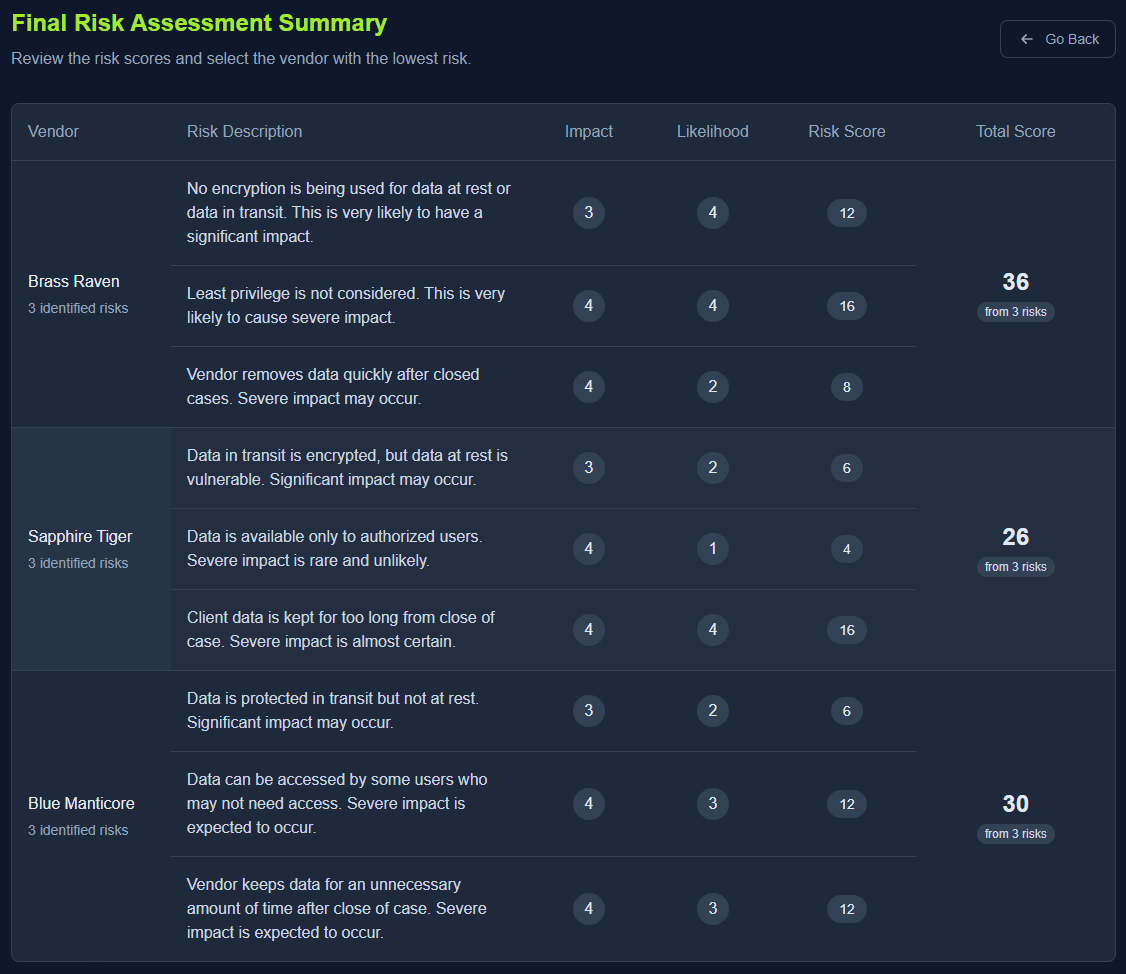 Final Risk Assessment Summary
Review the risk scores and select the vendor with the lowest risk.
Go Back
Vendor
Risk Description
Impact
Likelihood
Risk Score
Total Score
Brass Raven
3 identified risks
No encryption is being used for data at rest or
data in transit. This is very likely to have a
significant impact.
3
4
12
Least privilege is not considered. This is very
likely to cause severe impact.
4
4
16
Vendor removes data quickly after closed
cases. Severe impact may occur.
4
2
8
36
from 3 risks
Sapphire Tiger
3 identified risks
Data in transit is encrypted, but data at rest is
vulnerable. Significant impact may occur.
3
2
6
Data is available only to authorized users.
Severe impact is rare and unlikely.
4
1
4
Client data is kept for too long from close of
case. Severe impact is almost certain.
4
4
16
26
from 3 risks
Blue Manticore
3 identified risks
Data is protected in transit but not at rest.
Significant impact may occur.
3
2
6
Data can be accessed by some users who
may not need access. Severe impact is
expected to occur.
4
3
12
Vendor keeps data for an unnecessary
amount of time after close of case. Severe
impact is expected to occur.
4
3
12
30
from 3 risks